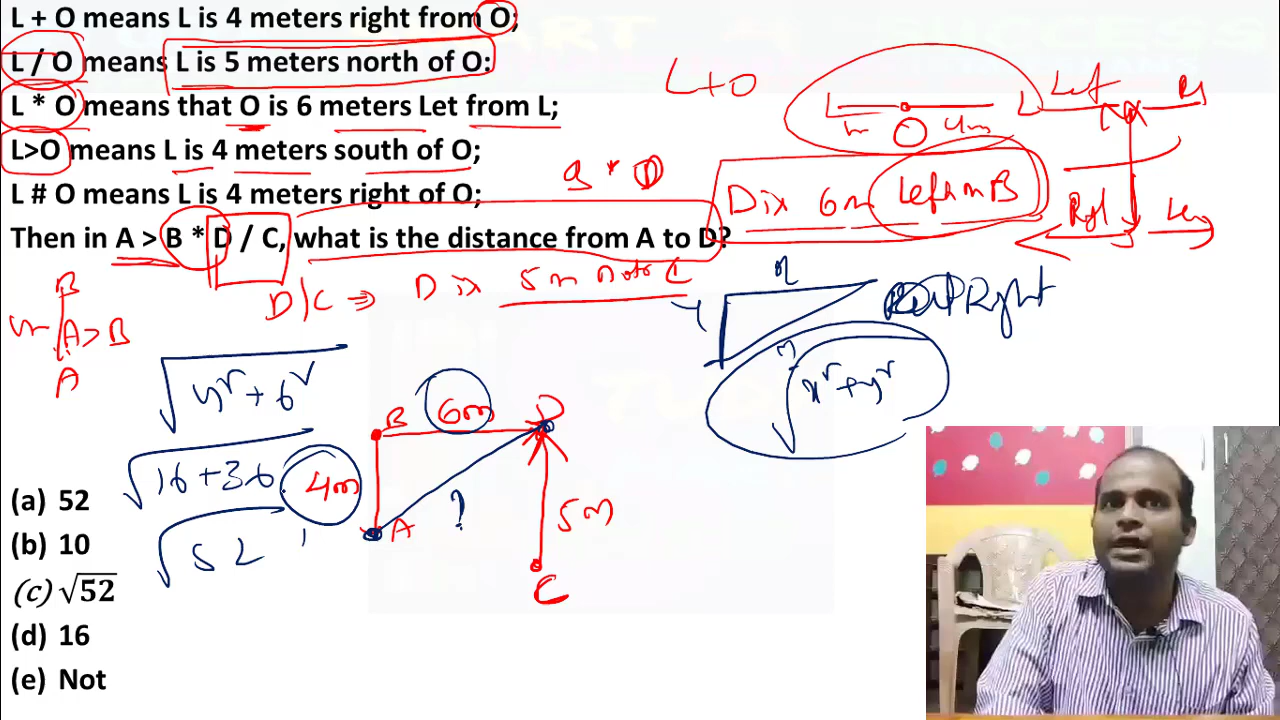 L + O means L is 4 meters right from O;
L / O means L is 5 meters north of O:
L * O means that O is 6 meters Let from L;
L>O means L is 4 meters south of O;
L # O means L is 4 meters right of O;
Then in A > B * D / C, what is the distance from A to D?
L+O
L
O
4m
Left
D is 6m left m B
D/C ⇒ D is 5m north C
B
A > B
A
Right
√x²+y²
√4²+6²
√16+36
√52
B
6m
D
4m
A
?
5m
C
(a) 52
(b) 10
(c) √52
(d) 16
(e) Not